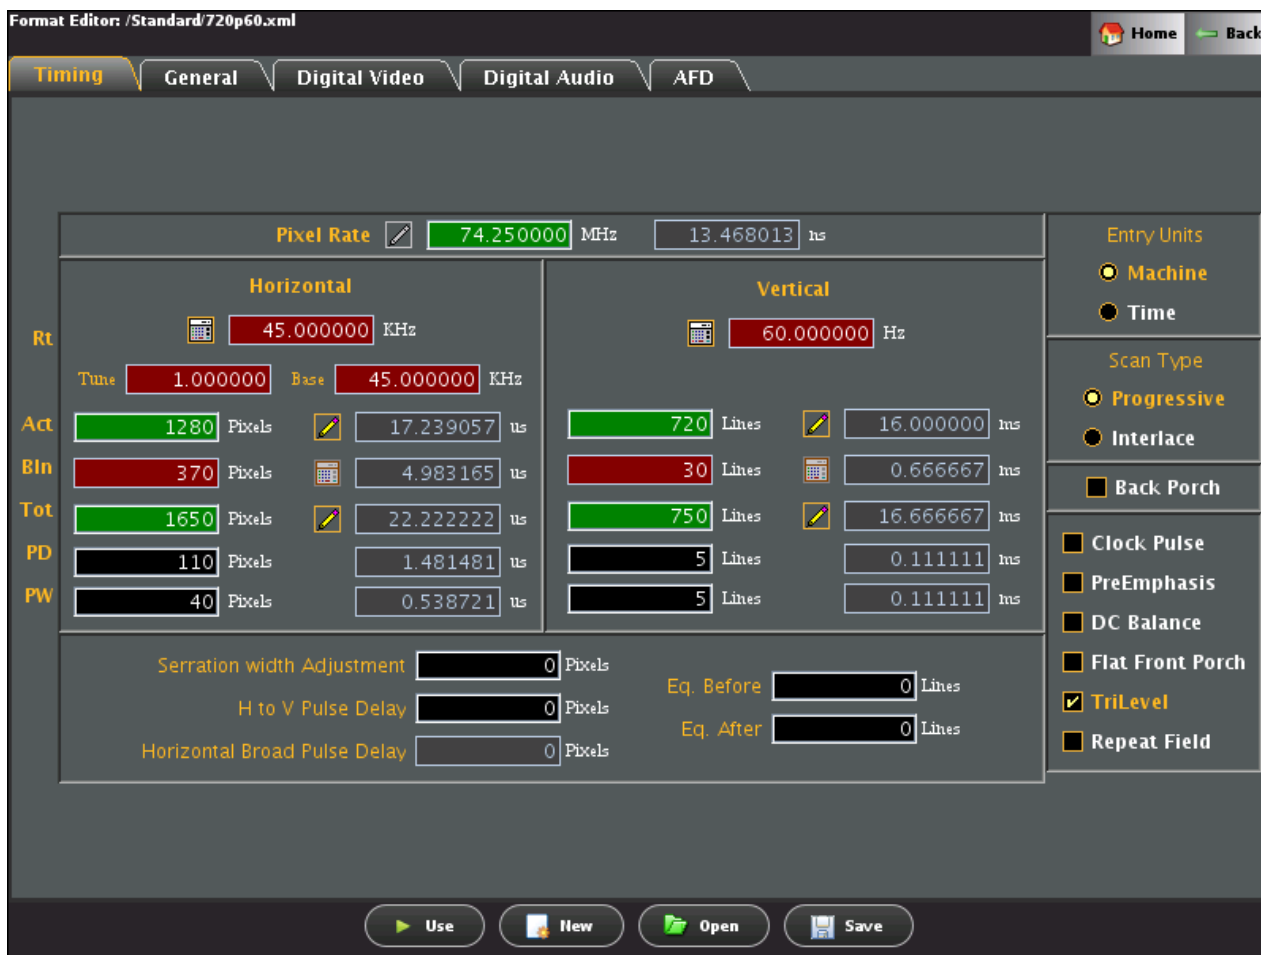 Format Editor: /Standard/720p60.xml
Home Back
Timing General Digital Video Digital Audio AFD
Pixel Rate 74.250000 MHz 13.468013 ns
Entry Units
Machine
Time
Horizontal
Vertical
Rt 45.000000 KHz 60.000000 Hz
Tune 1.000000 Base 45.000000 KHz
Scan Type
Progressive
Interlace
Act 1280 Pixels 17.239057 us 720 Lines 16.000000 ms
Bln 370 Pixels 4.983165 us 30 Lines 0.666667 ms
Back Porch
Tot 1650 Pixels 22.222222 us 750 Lines 16.666667 ms
PD 110 Pixels 1.481481 us 5 Lines 0.111111 ms
PW 40 Pixels 0.538721 us 5 Lines 0.111111 ms
Clock Pulse
PreEmphasis
DC Balance
Flat Front Porch
TriLevel
Repeat Field
Serration width Adjustment 0 Pixels
H to V Pulse Delay 0 Pixels
Horizontal Broad Pulse Delay 0 Pixels
Eq. Before 0 Lines
Eq. After 0 Lines
Use New Open Save